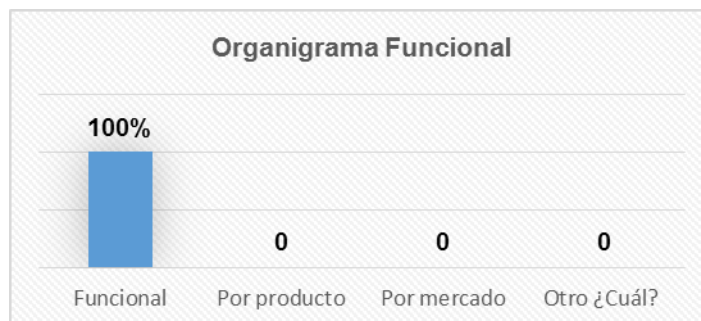 Organigrama Funcional
100%
0 0 0
Funcional Por producto Por mercado Otro ¿Cuál?